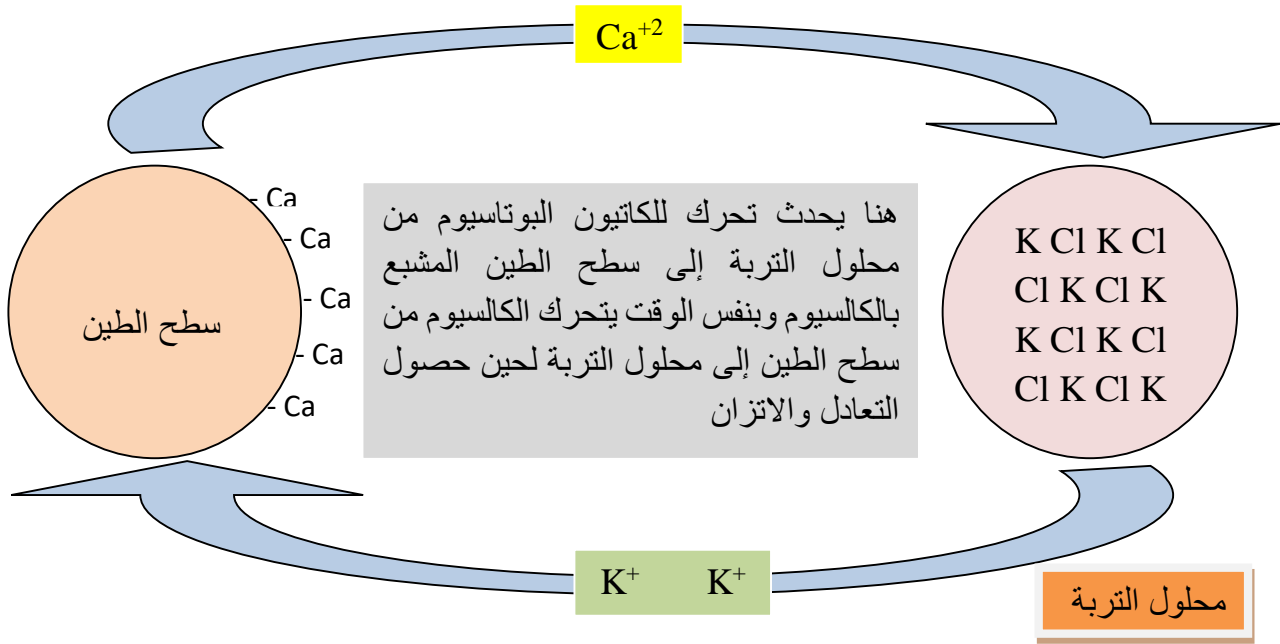 Ca⁺²
- Ca
- Ca
- Ca
- Ca
- Ca
سطح الطين
هنا يحدث تحرك للكاتيون البوتاسيوم من
محلول التربة إلى سطح الطين المشبع
بالكالسيوم وبنفس الوقت يتحرك الكالسيوم من
سطح الطين إلى محلول التربة لحين حصول
التعادل والاتزان
K Cl K Cl
Cl K Cl K
K Cl K Cl
Cl K Cl K
K⁺ K⁺
محلول التربة